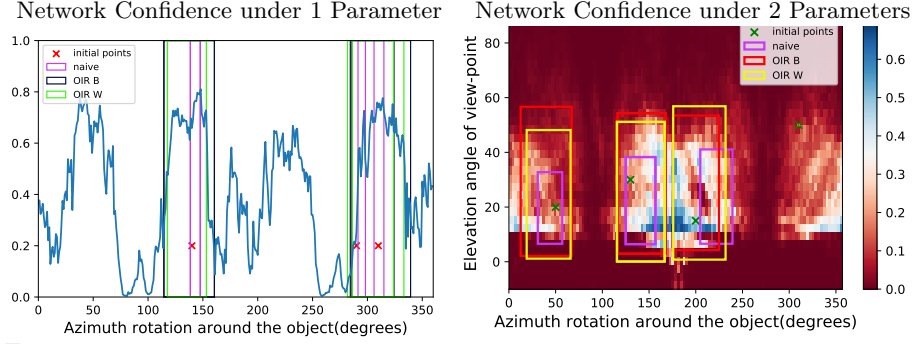 Network Confidence under 1 Parameter
1.0
0.8
0.6
0.4
0.2
0.0
initial points
naive
OIR B
OIR W
0 50 100 150 200 250 300 350
Azimuth rotation around the object(degrees)
Network Confidence under 2 Parameters
Elevation angle of view-point
80
60
40
20
0
initial points
naive
OIR B
OIR W
0 50 100 150 200 250 300 350
Azimuth rotation around the object(degrees)
0.6
0.5
0.4
0.3
0.2
0.1
0.0